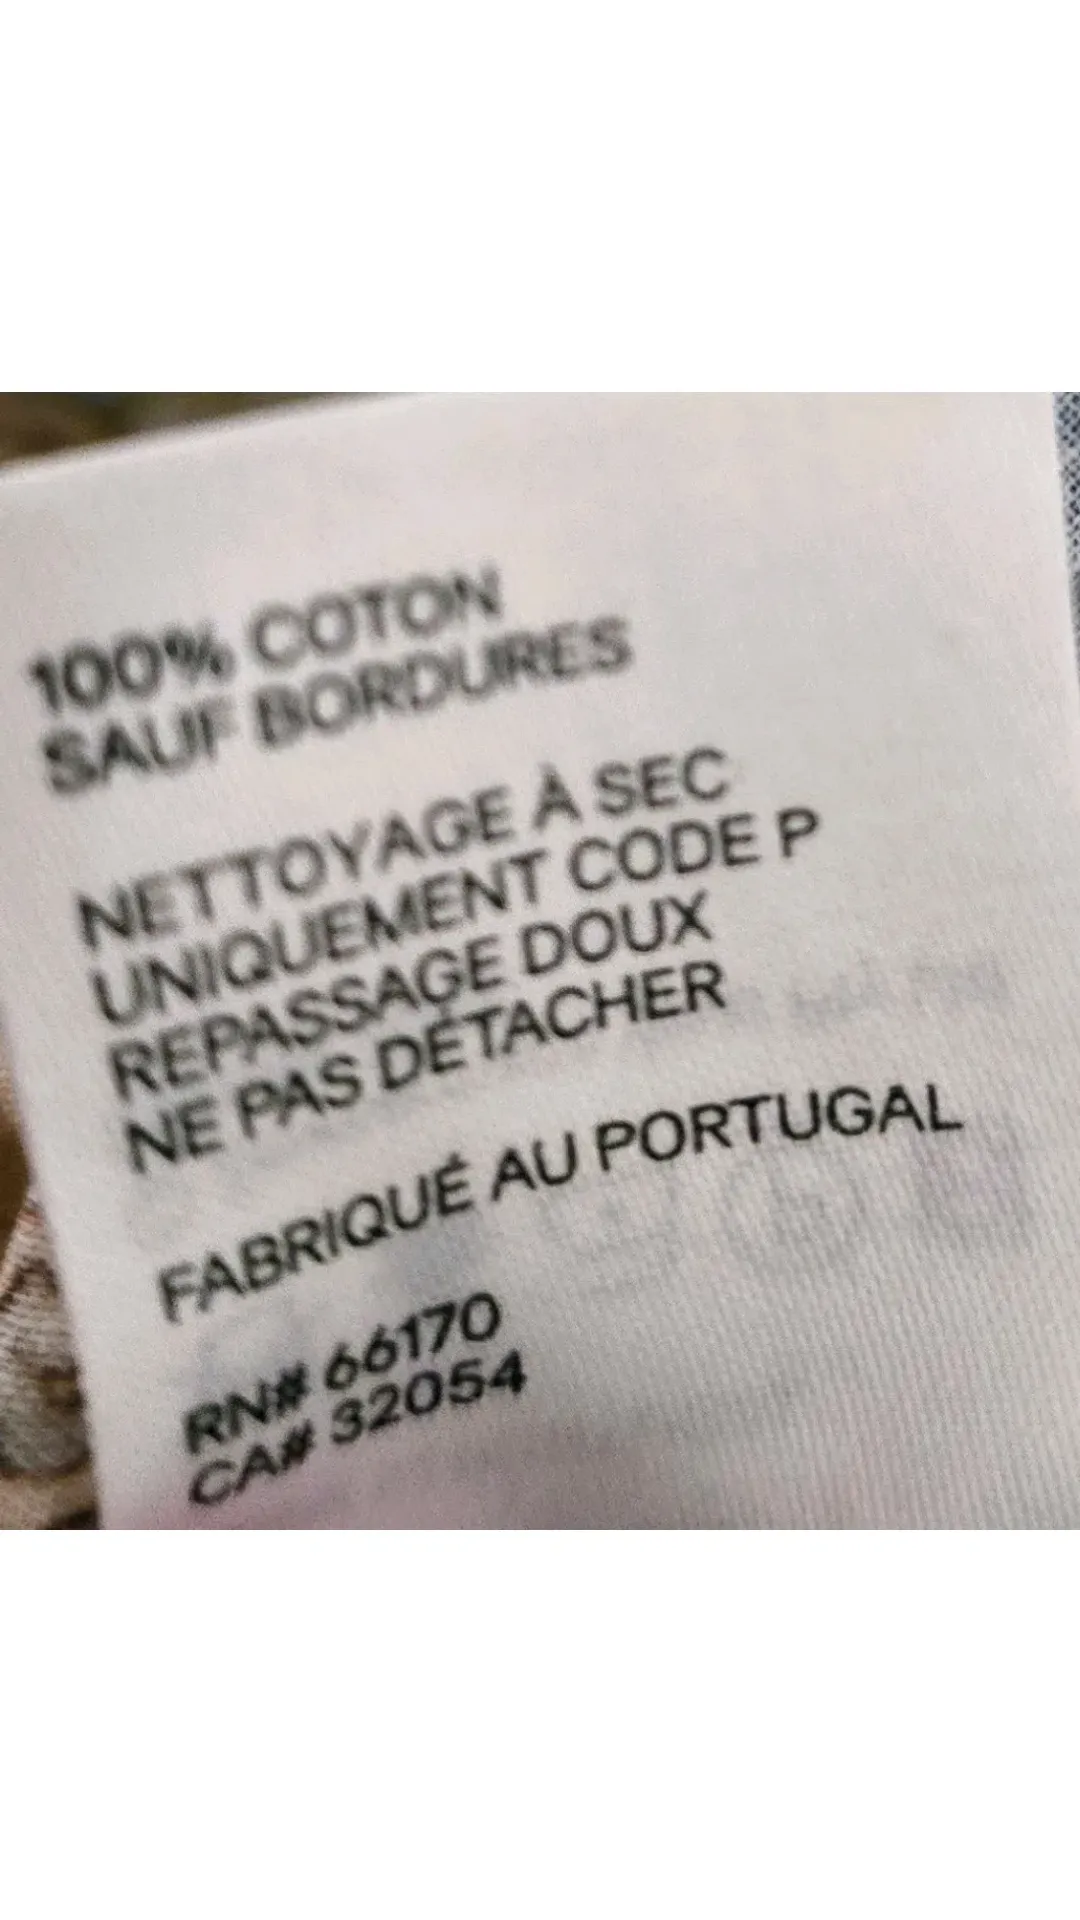 100% COTON
SAUF BORDURES
NETTOYAGE À SEC
UNIQUEMENT CODE P
REPASSAGE DOUX
NE PAS DÉTACHER
FABRIQUÉ AU PORTUGAL
RN# 66170
CA# 32054